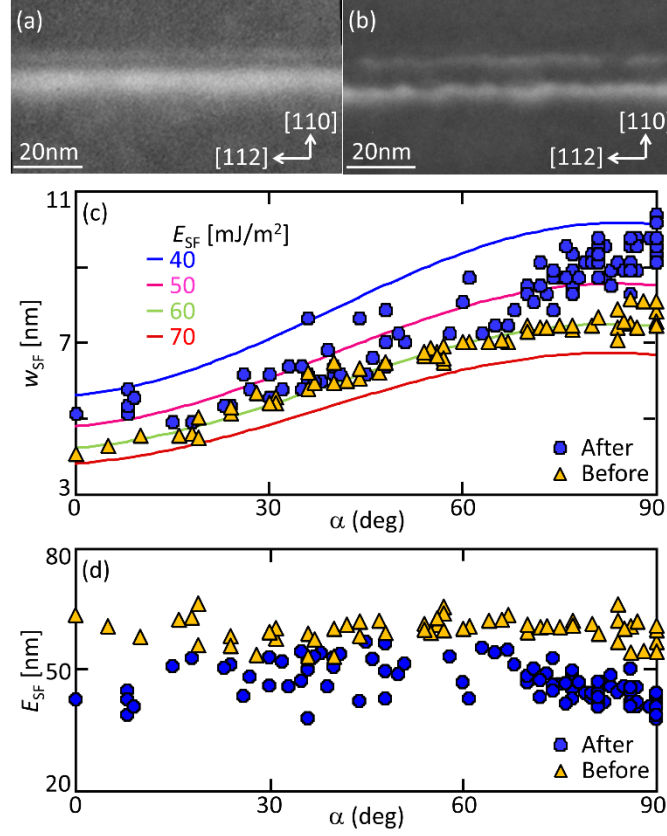 (a)
[110]
[112]
20nm
(b)
[110]
[112]
20nm
(c)
11
7
3
w_SF [nm]
E_SF [mJ/m²]
40
50
60
70
After
Before
0 30 60 90
α (deg)
(d)
80
50
20
E_SF [nm]
After
Before
0 30 60 90
α (deg)